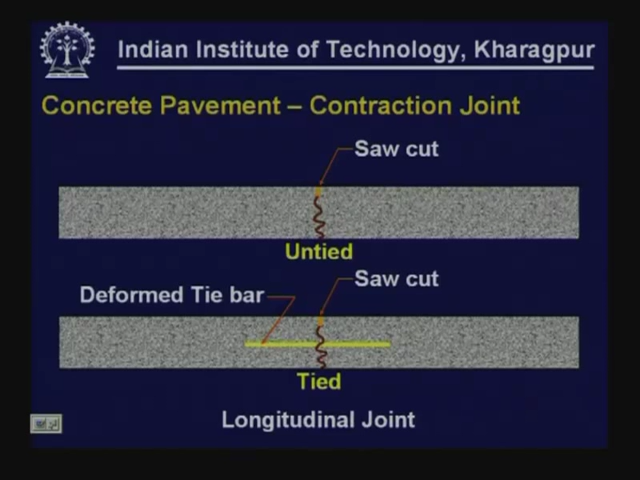 Indian Institute of Technology, Kharagpur
Concrete Pavement – Contraction Joint
Saw cut
Untied
Saw cut
Deformed Tie bar
Tied
Longitudinal Joint